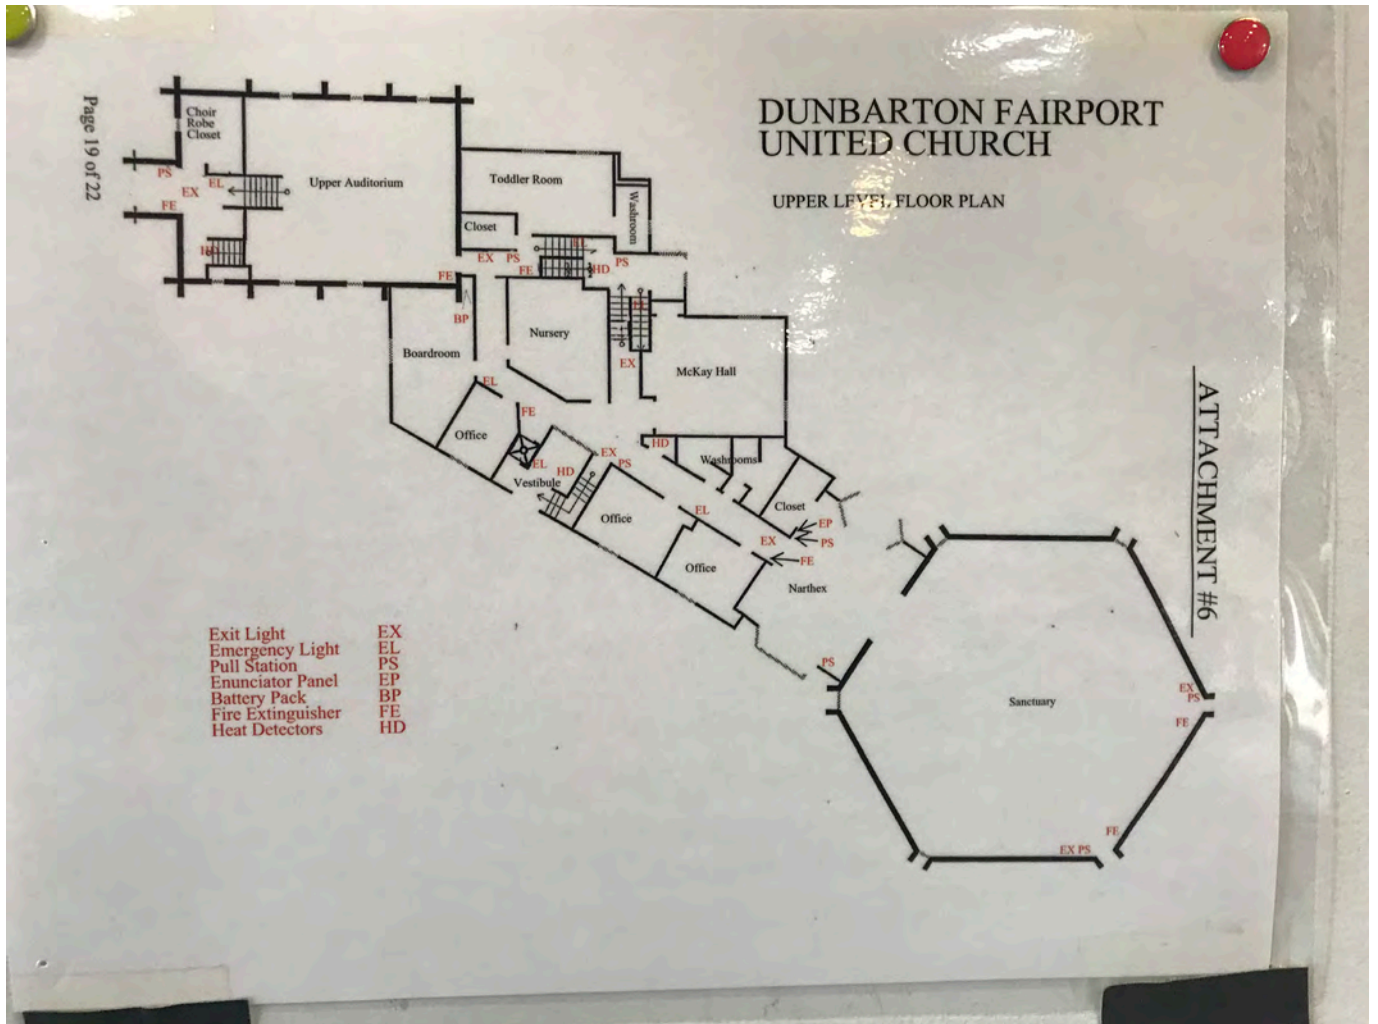 Page 19 of 22
DUNBARTON FAIRPORT
UNITED CHURCH
UPPER LEVEL FLOOR PLAN
ATTACHMENT #6
Choir
Robe
Closet
PS
EL
EX
FE
HD
Upper Auditorium
Toddler Room
Washroom
Closet
EL
EX PS
FE
HD
PS
FE
BP
Nursery
Boardroom
EX
McKay Hall
EL
FE
Office
HD
EX
PS
Washrooms
EL
HD
Vestibule
Closet
Office
EL
EP
EX
PS
FE
Office
Narthex
PS
Sanctuary
EX
PS
FE
FE
EX PS
Exit Light EX
Emergency Light EL
Pull Station PS
Enunciator Panel EP
Battery Pack BP
Fire Extinguisher FE
Heat Detectors HD